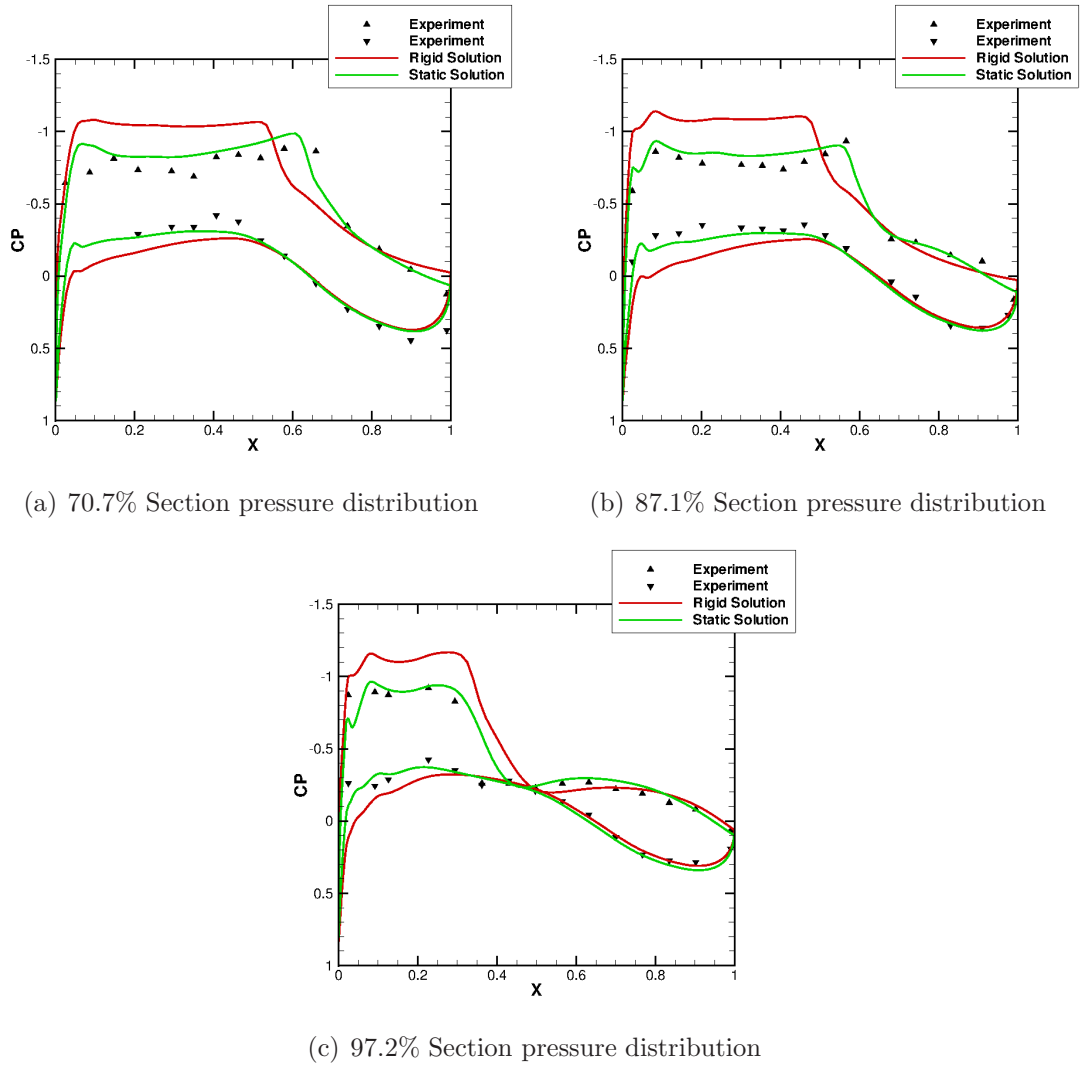 Experiment
Experiment
Rigid Solution
Static Solution
-1.5
-1
-0.5
0
0.5
1
CP
0 0.2 0.4 0.6 0.8 1
X
(a) 70.7% Section pressure distribution
Experiment
Experiment
Rigid Solution
Static Solution
-1.5
-1
-0.5
0
0.5
1
CP
0 0.2 0.4 0.6 0.8 1
X
(b) 87.1% Section pressure distribution
Experiment
Experiment
Rigid Solution
Static Solution
-1.5
-1
-0.5
0
0.5
1
CP
0 0.2 0.4 0.6 0.8 1
X
(c) 97.2% Section pressure distribution